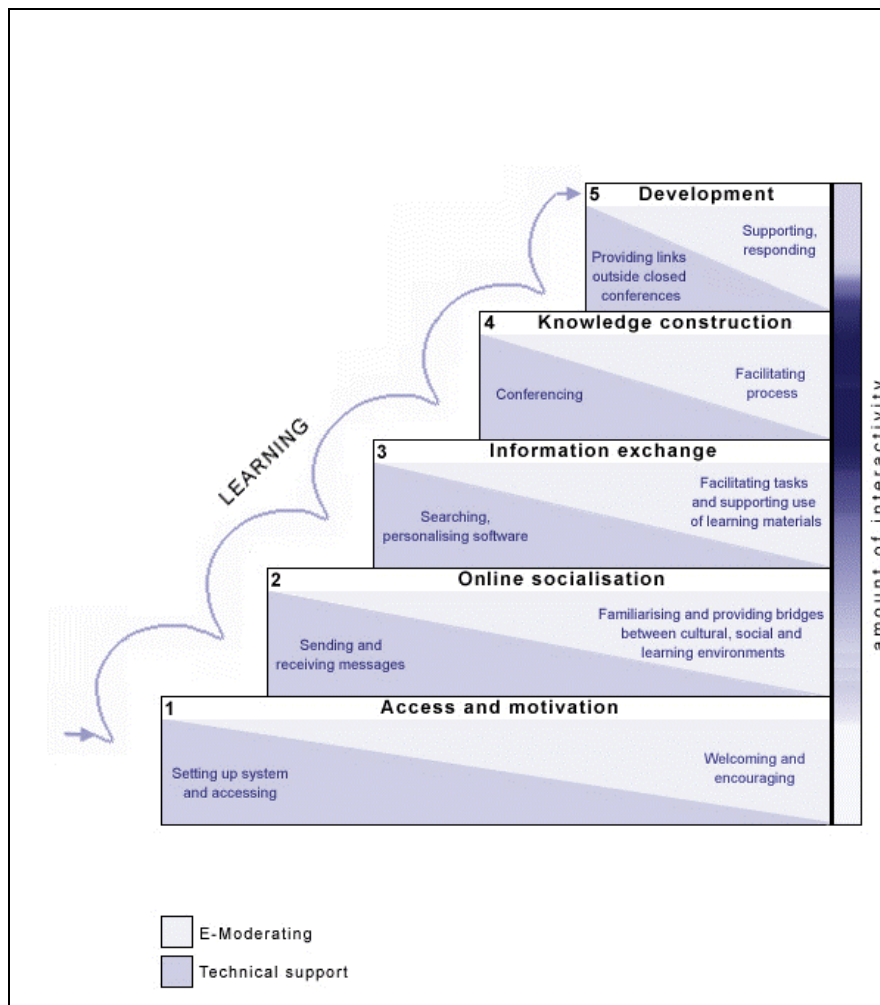 5 Development
Supporting,
responding
Providing links
outside closed
conferences
4 Knowledge construction
Facilitating
process
Conferencing
3 Information exchange
Facilitating tasks
and supporting use
of learning materials
Searching,
personalising software
2 Online socialisation
Familiarising and providing bridges
between cultural, social and
learning environments
Sending and
receiving messages
1 Access and motivation
Welcoming and
encouraging
Setting up system
and accessing
LEARNING
amount of interactivity
E-Moderating
Technical support